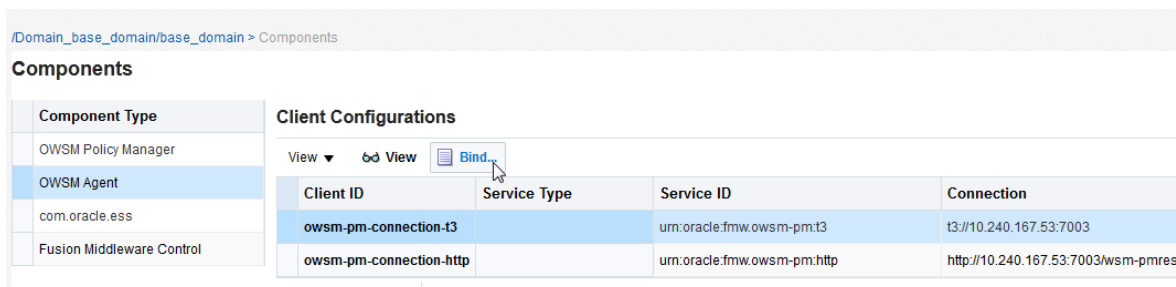 /Domain_base_domain/base_domain > Components
Components
Component Type
OWSM Policy Manager
OWSM Agent
com.oracle.ess
Fusion Middleware Control
Client Configurations
View ▼ View Bind...
Client ID Service Type Service ID Connection
owsm-pm-connection-t3 urn:oracle:fmw.owsm-pm:t3 t3://10.240.167.53:7003
owsm-pm-connection-http urn:oracle:fmw.owsm-pm:http http://10.240.167.53:7003/wsm-pmres